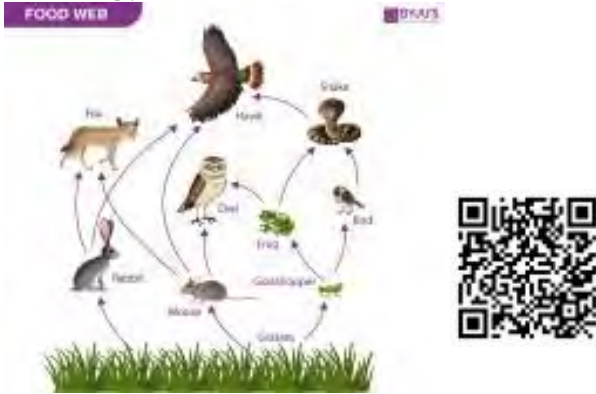 FOOD WEB
BYJU'S
Snake
Hawk
Fox
Owl
Bird
Frog
Rabbit
Grasshopper
Mouse
Grasses